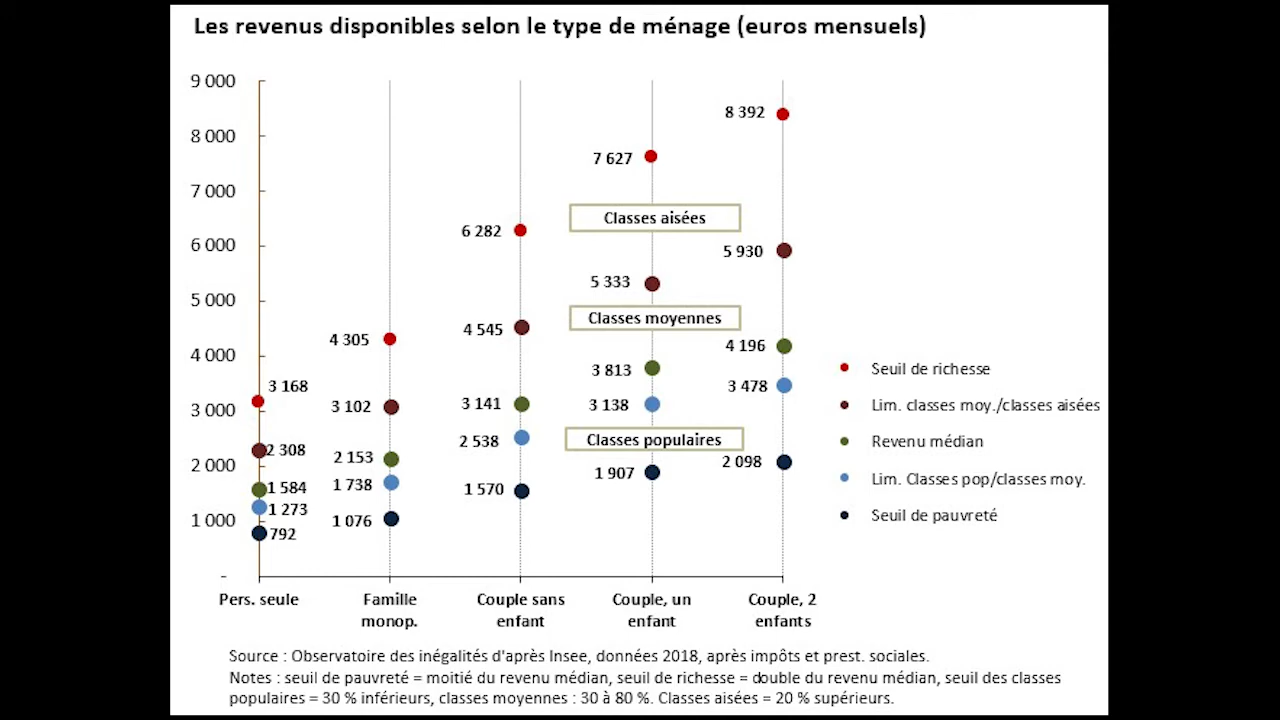 Les revenus disponibles selon le type de ménage (euros mensuels)
9 000
8 000
7 000
6 000
5 000
4 000
3 000
2 000
1 000
-
3 168
2 308
1 584
1 273
792
4 305
3 102
2 153
1 738
1 076
6 282
4 545
3 141
2 538
1 570
7 627
5 333
3 813
3 138
1 907
8 392
5 930
4 196
3 478
2 098
Classes aisées
Classes moyennes
Classes populaires
Seuil de richesse
Lim. classes moy./classes aisées
Revenu médian
Lim. Classes pop/classes moy.
Seuil de pauvreté
Pers. seule
Famille
monop.
Couple sans
enfant
Couple, un
enfant
Couple, 2
enfants
Source : Observatoire des inégalités d'après Insee, données 2018, après impôts et prest. sociales.
Notes : seuil de pauvreté = moitié du revenu médian, seuil de richesse = double du revenu médian, seuil des classes
populaires = 30 % inférieurs, classes moyennes : 30 à 80 %. Classes aisées = 20 % supérieurs.